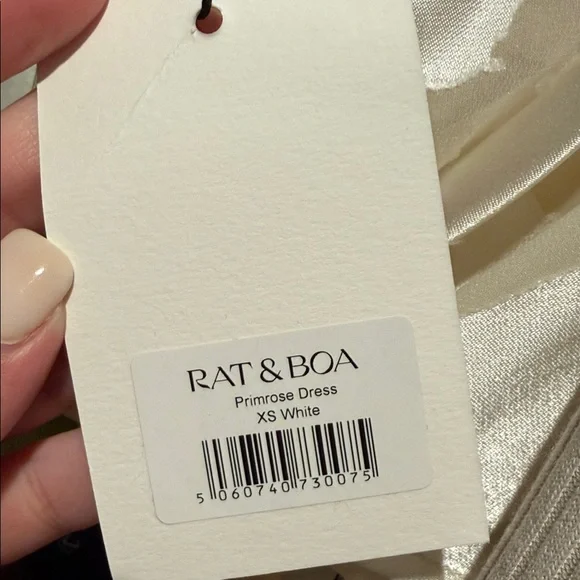 RAT & BOA
Primrose Dress
XS White
5 060740 730075